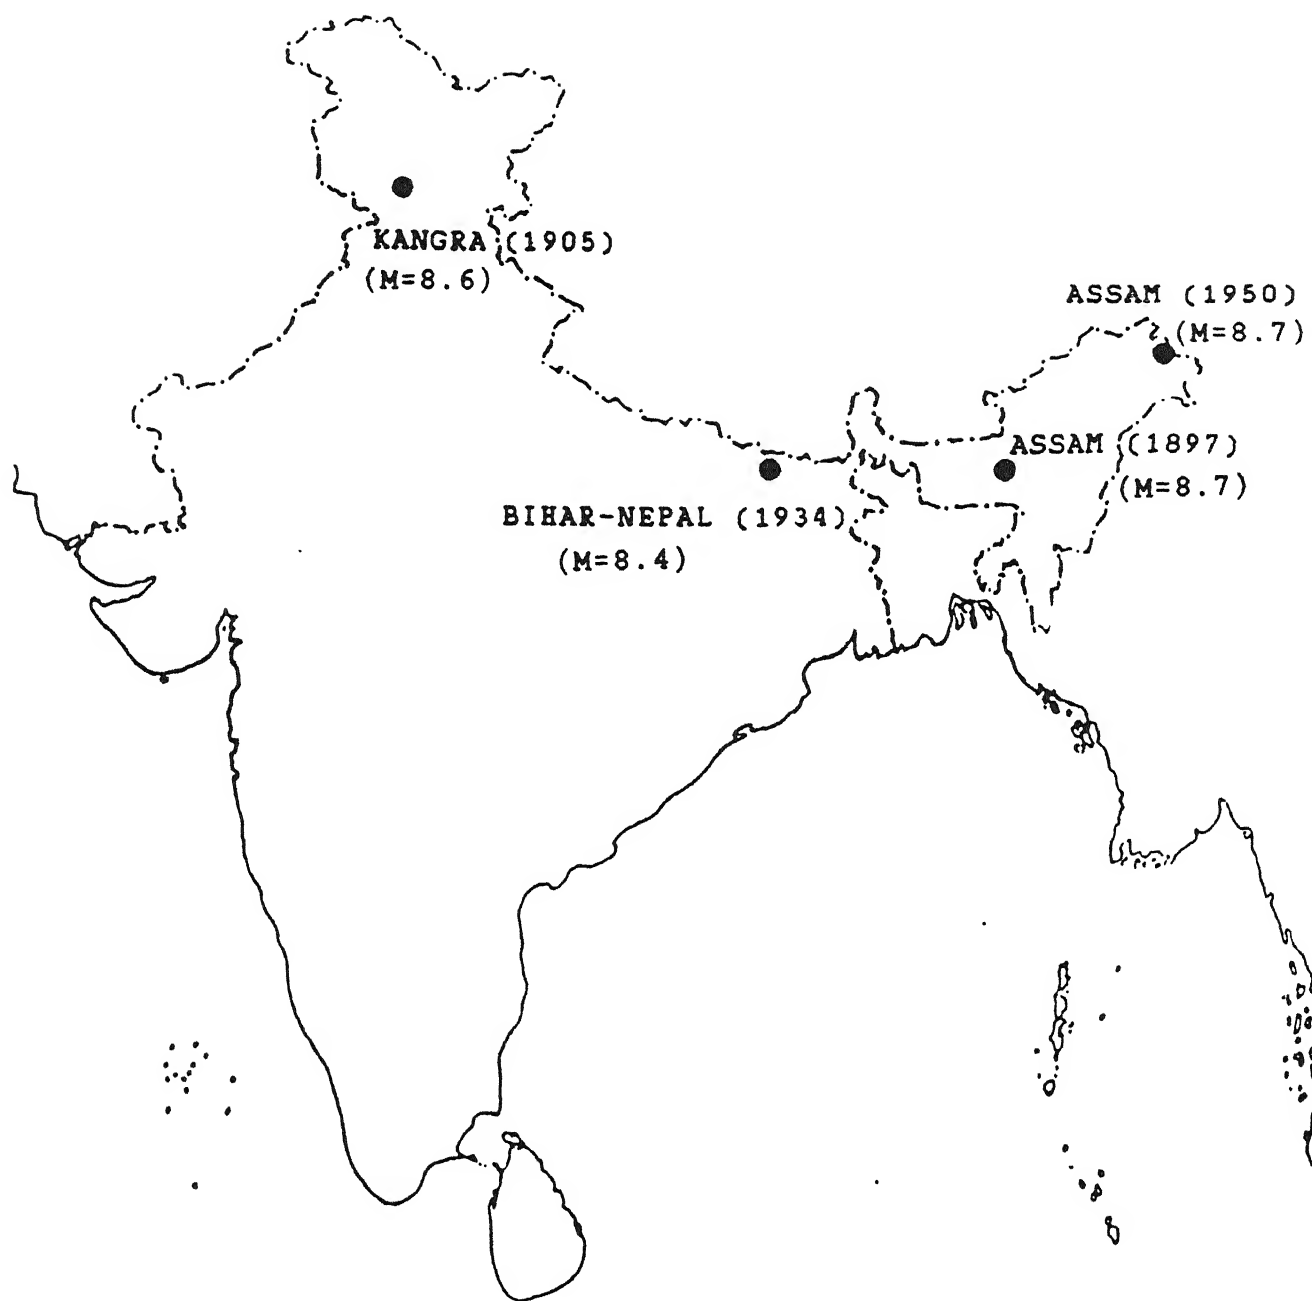 KANGRA (1905)
(M=8.6)
ASSAM (1950)
(M=8.7)
ASSAM (1897)
(M=8.7)
BIHAR-NEPAL (1934)
(M=8.4)